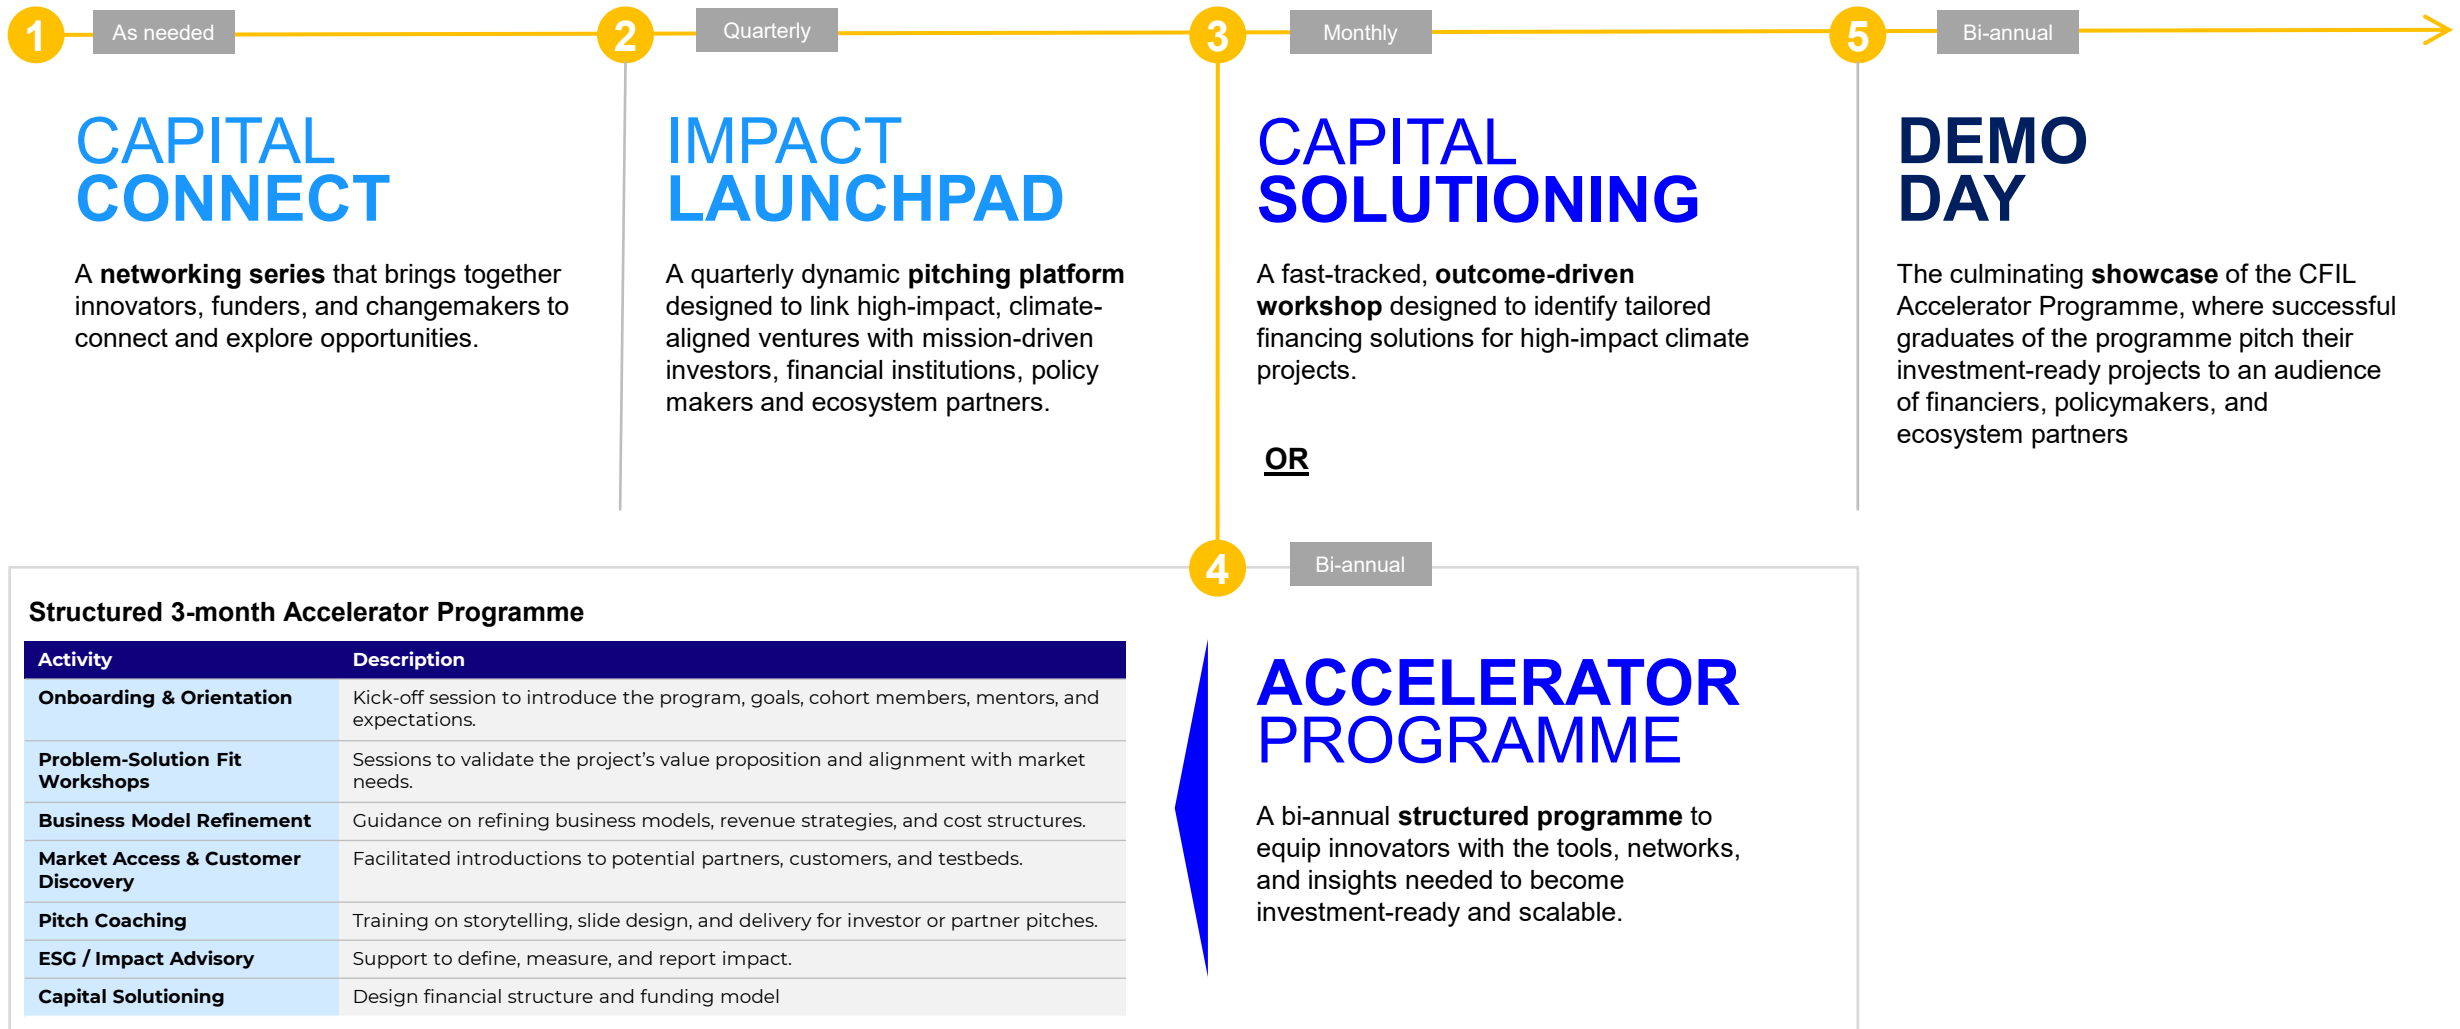 1
As needed
CAPITAL
CONNECT
A networking series that brings together
innovators, funders, and changemakers to
connect and explore opportunities.
2
Quarterly
IMPACT
LAUNCHPAD
A quarterly dynamic pitching platform
designed to link high-impact, climate-
aligned ventures with mission-driven
investors, financial institutions, policy
makers and ecosystem partners.
3
Monthly
CAPITAL
SOLUTIONING
A fast-tracked, outcome-driven
workshop designed to identify tailored
financing solutions for high-impact climate
projects.
OR
5
Bi-annual
DEMO
DAY
The culminating showcase of the CFIL
Accelerator Programme, where successful
graduates of the programme pitch their
investment-ready projects to an audience
of financiers, policymakers, and
ecosystem partners
4
Bi-annual
ACCELERATOR
PROGRAMME
A bi-annual structured programme to
equip innovators with the tools, networks,
and insights needed to become
investment-ready and scalable.
Structured 3-month Accelerator Programme
Activity Description
Onboarding & Orientation Kick-off session to introduce the program, goals, cohort members, mentors, and
expectations.
Problem-Solution Fit Sessions to validate the project’s value proposition and alignment with market
Workshops needs.
Business Model Refinement Guidance on refining business models, revenue strategies, and cost structures.
Market Access & Customer Facilitated introductions to potential partners, customers, and testbeds.
Discovery
Pitch Coaching Training on storytelling, slide design, and delivery for investor or partner pitches.
ESG / Impact Advisory Support to define, measure, and report impact.
Capital Solutioning Design financial structure and funding model